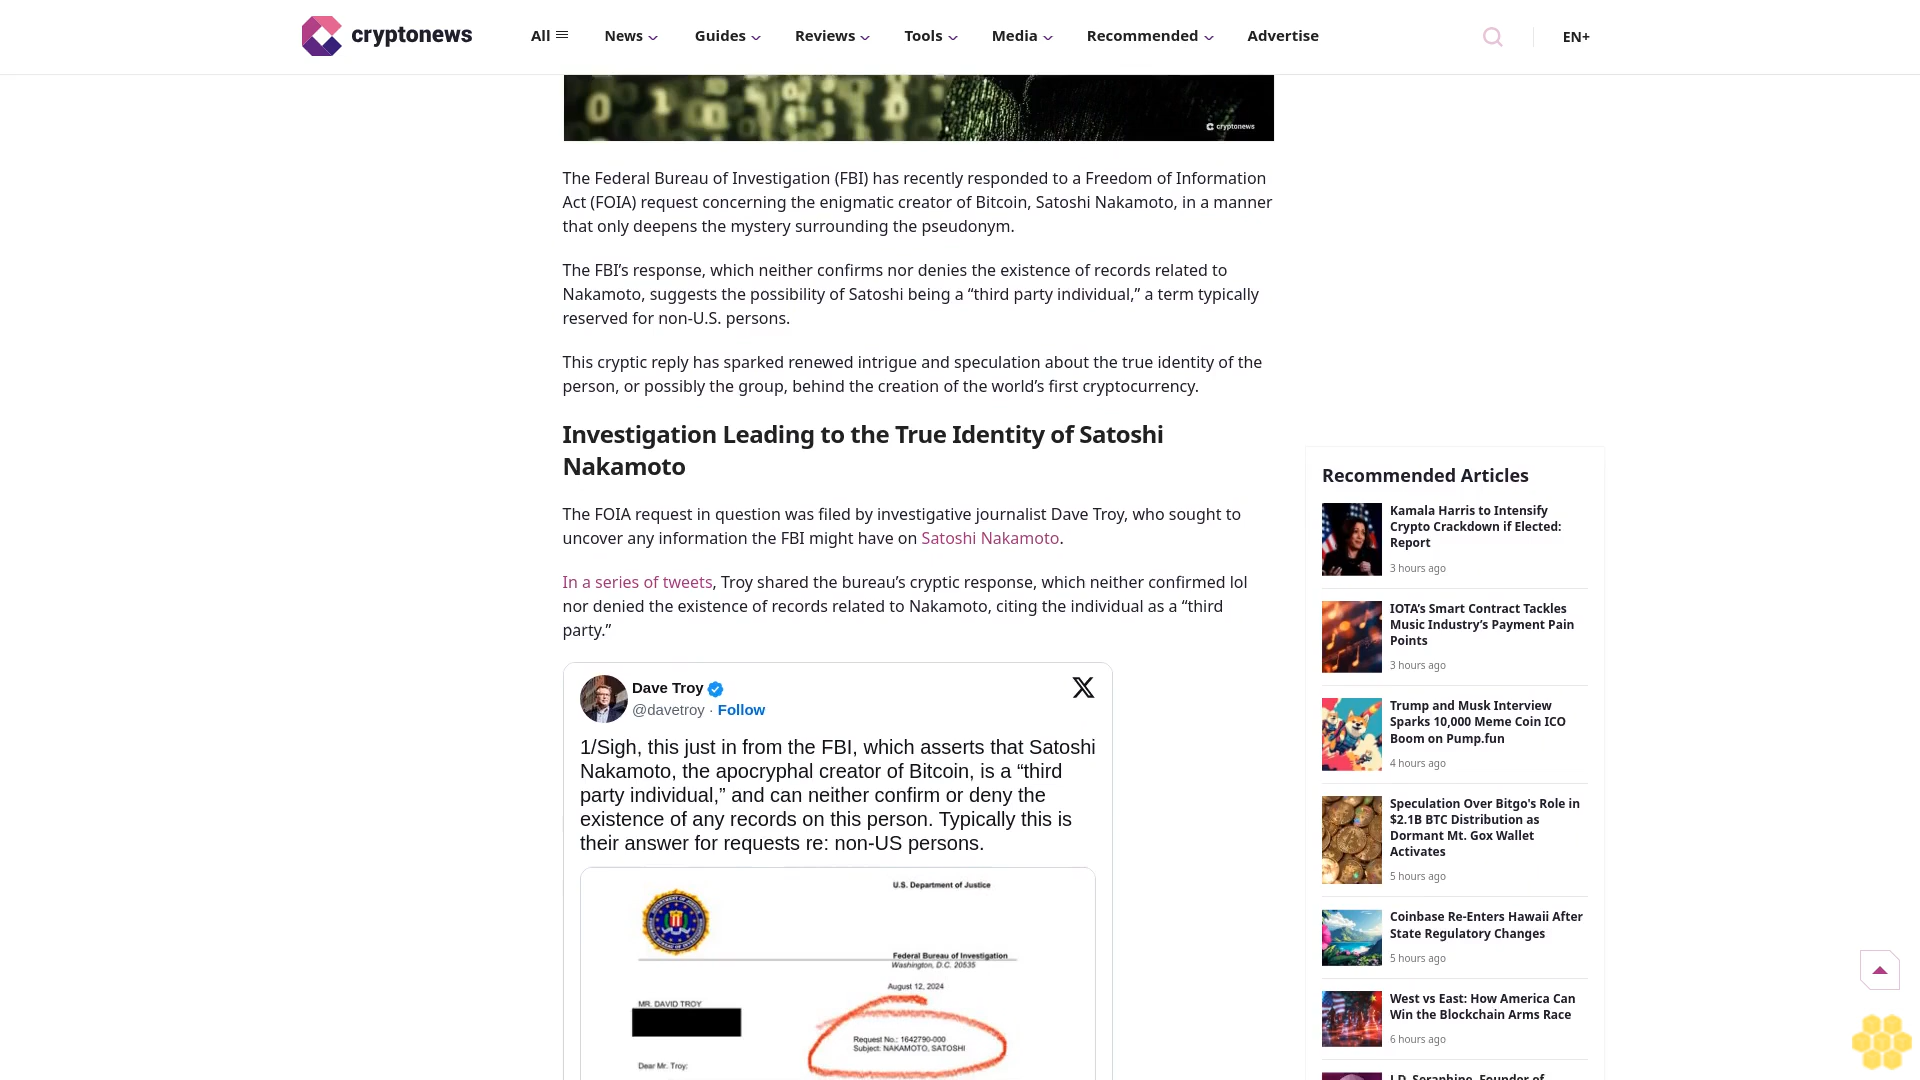 cryptonews
All
News
Guides
Reviews
Tools
Media
Recommended
Advertise
EN+
cryptonews
The Federal Bureau of Investigation (FBI) has recently responded to a Freedom of Information
Act (FOIA) request concerning the enigmatic creator of Bitcoin, Satoshi Nakamoto, in a manner
that only deepens the mystery surrounding the pseudonym.
The FBI’s response, which neither confirms nor denies the existence of records related to
Nakamoto, suggests the possibility of Satoshi being a “third party individual,” a term typically
reserved for non-U.S. persons.
This cryptic reply has sparked renewed intrigue and speculation about the true identity of the
person, or possibly the group, behind the creation of the world’s first cryptocurrency.
Investigation Leading to the True Identity of Satoshi
Nakamoto
The FOIA request in question was filed by investigative journalist Dave Troy, who sought to
uncover any information the FBI might have on Satoshi Nakamoto.
In a series of tweets, Troy shared the bureau’s cryptic response, which neither confirmed lol
nor denied the existence of records related to Nakamoto, citing the individual as a “third
party.”
Dave Troy
@davetroy · Follow
1/Sigh, this just in from the FBI, which asserts that Satoshi
Nakamoto, the apocryphal creator of Bitcoin, is a “third
party individual,” and can neither confirm or deny the
existence of any records on this person. Typically this is
their answer for requests re: non-US persons.
U.S. Department of Justice
Federal Bureau of Investigation
Washington, D.C. 20535
August 12, 2024
MR. DAVID TROY
Request No.: 1642790-000
Subject: NAKAMOTO, SATOSHI
Dear Mr. Troy:
Recommended Articles
Kamala Harris to Intensify
Crypto Crackdown if Elected:
Report
3 hours ago
IOTA’s Smart Contract Tackles
Music Industry’s Payment Pain
Points
3 hours ago
Trump and Musk Interview
Sparks 10,000 Meme Coin ICO
Boom on Pump.fun
4 hours ago
Speculation Over Bitgo's Role in
$2.1B BTC Distribution as
Dormant Mt. Gox Wallet
Activates
5 hours ago
Coinbase Re-Enters Hawaii After
State Regulatory Changes
5 hours ago
West vs East: How America Can
Win the Blockchain Arms Race
6 hours ago
J.D. Seraphine, Founder of